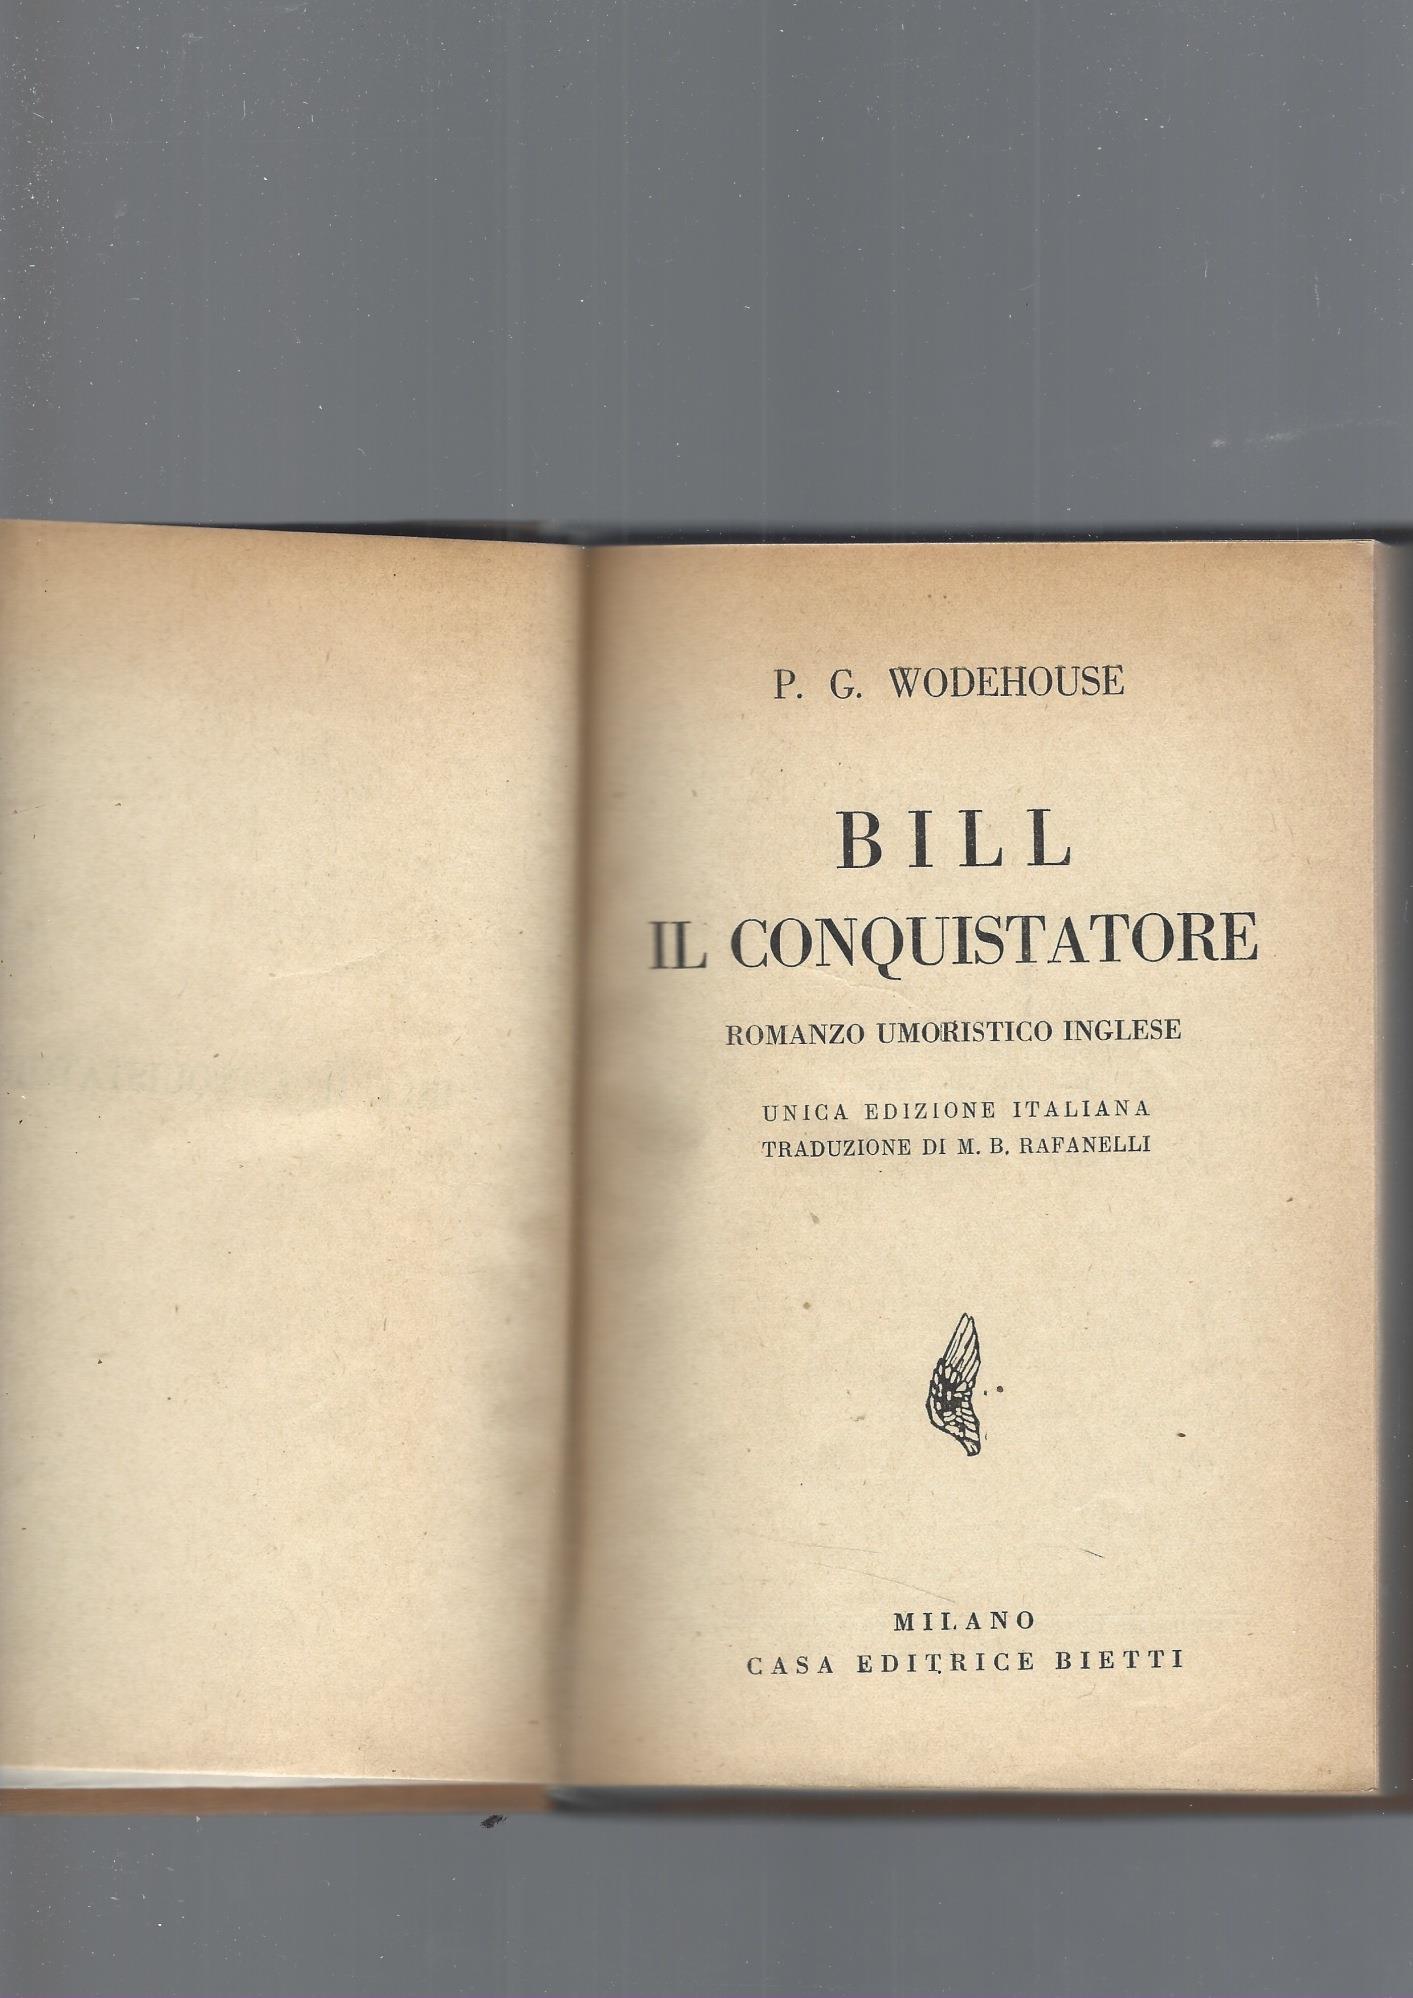 P. G. WODEHOUSE
BILL
IL CONQUISTATORE
ROMANZO UMORISTICO INGLESE
UNICA EDIZIONE ITALIANA
TRADUZIONE DI M. B. RAFANELLI
MILANO
CASA EDITRICE BIETTI